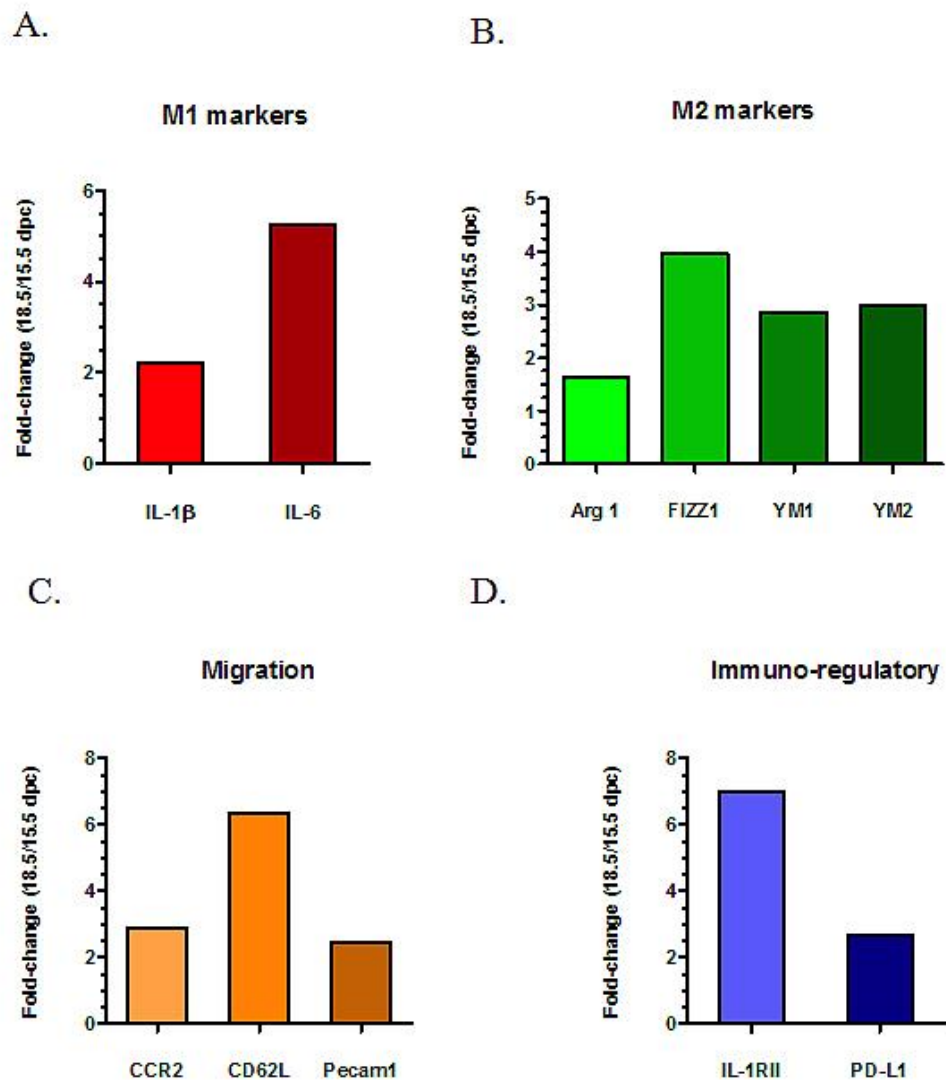 A.
M1 markers
Fold-change (18.5/15.5 dpc)
6
4
2
0
IL-1β IL-6
B.
M2 markers
Fold-change (18.5/15.5 dpc)
5
4
3
2
1
0
Arg 1 FIZZ1 YM1 YM2
C.
Migration
Fold-change (18.5/15.5 dpc)
8
6
4
2
0
CCR2 CD62L Pecam1
D.
Immuno-regulatory
Fold-change (18.5/15.5 dpc)
8
6
4
2
0
IL-1RII PD-L1